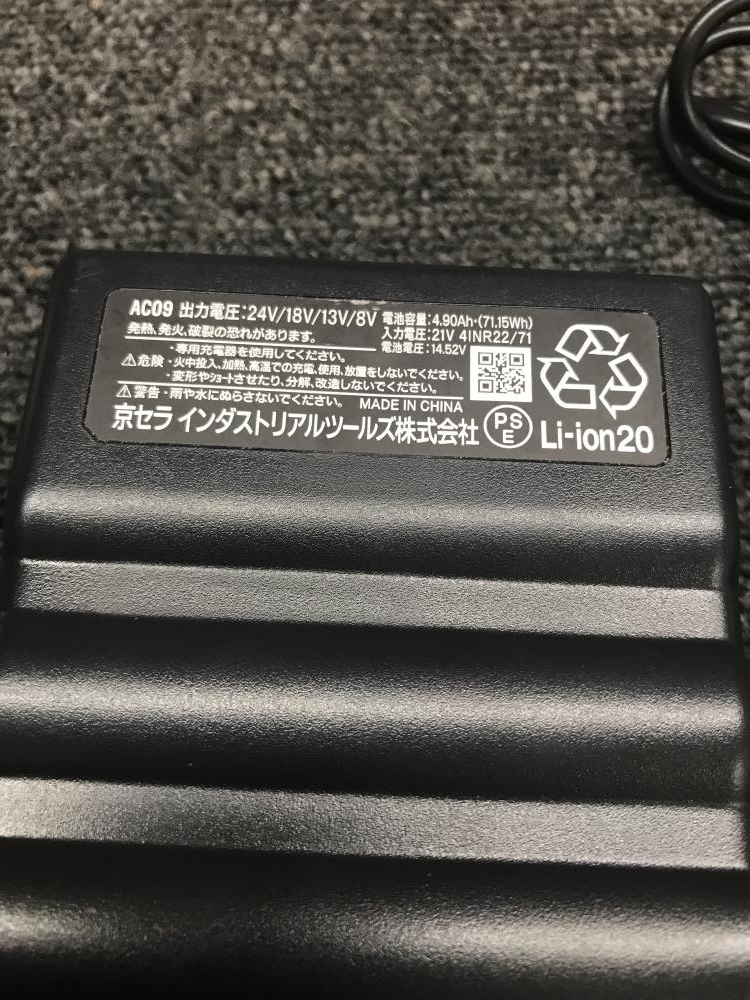 AC09 出力電圧:24V/18V/13V/8V
発熱、発火、破裂の恐れがあります。
⚠危険
・専用充電器を使用してください。
・火中投入、加熱、高温での充電、使用、放置をしないでください。
・変形やショートさせたり、分解、改造しないでください。
⚠警告・雨や水にぬらさないでください。 MADE IN CHINA
電池容量:4.90Ah・(71.15Wh)
入力電圧:21V 4INR22/71
電池電圧:14.52V
京セラ インダストリアルツールズ株式会社
PSE
Li-ion20